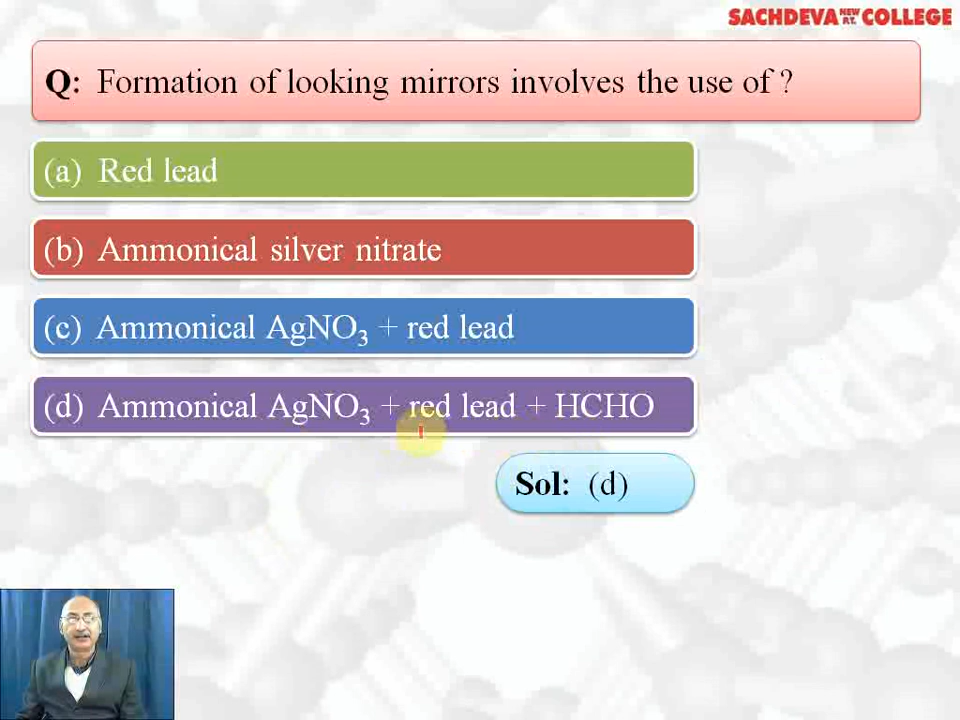 SACHDEVA NEW P.T. COLLEGE
Q: Formation of looking mirrors involves the use of ?
(a) Red lead
(b) Ammonical silver nitrate
(c) Ammonical AgNO₃ + red lead
(d) Ammonical AgNO₃ + red lead + HCHO
Sol: (d)